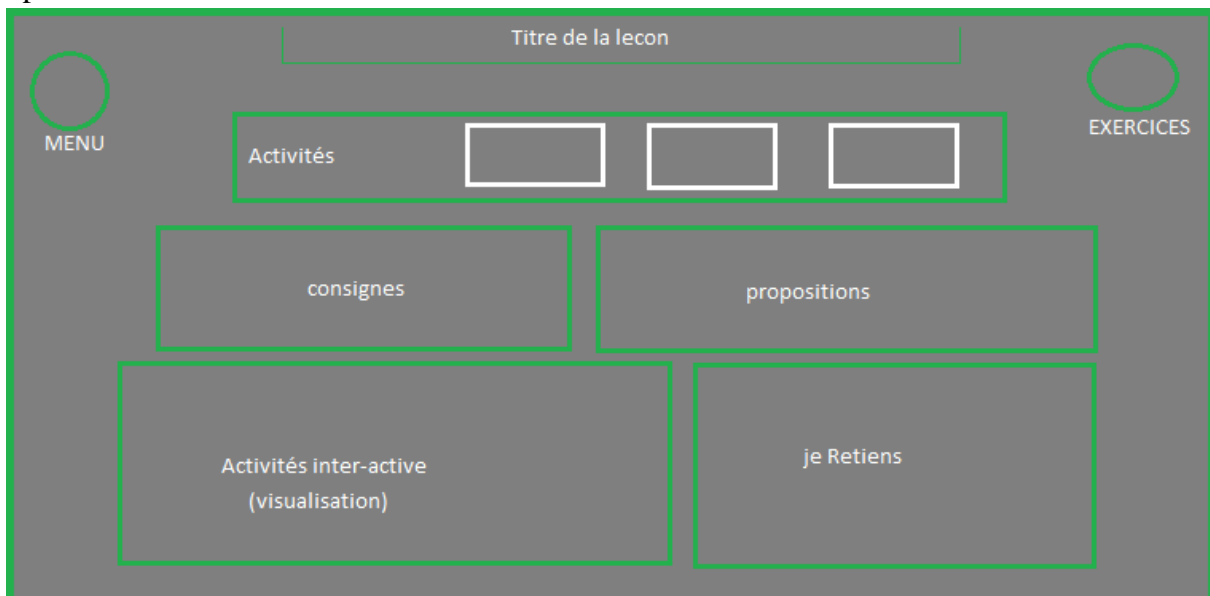 Titre de la lecon
MENU
EXERCICES
Activités
consignes
propositions
Activités inter-active
(visualisation)
je Retiens